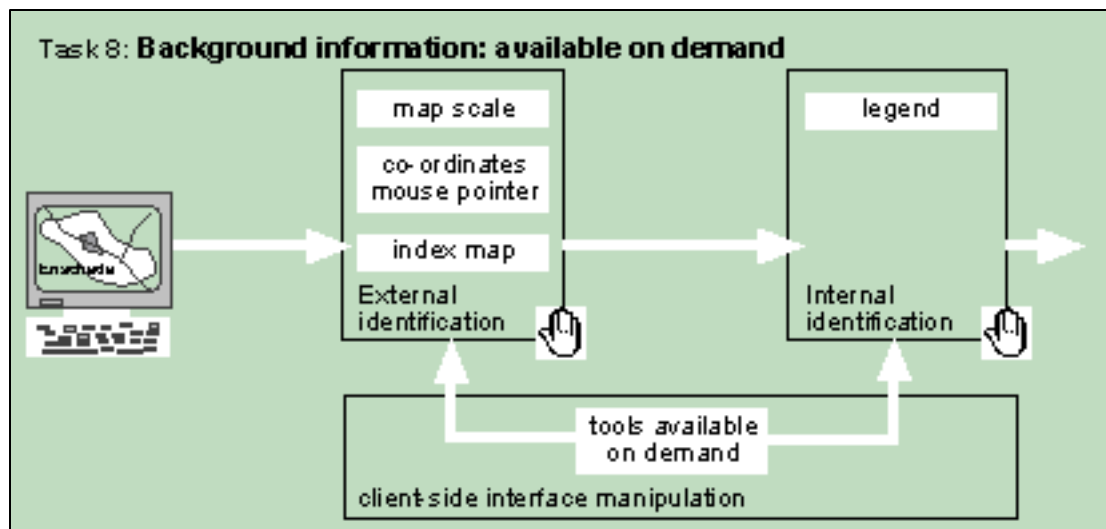 Task 8: Background information: available on demand
map scale
co-ordinates
mouse pointer
index map
External
identification
legend
Internal
identification
Enschede
tools available
on demand
client-side interface manipulation